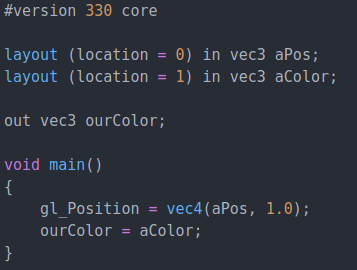 #version 330 core
layout (location = 0) in vec3 aPos;
layout (location = 1) in vec3 aColor;
out vec3 ourColor;
void main()
{
    gl_Position = vec4(aPos, 1.0);
    ourColor = aColor;
}